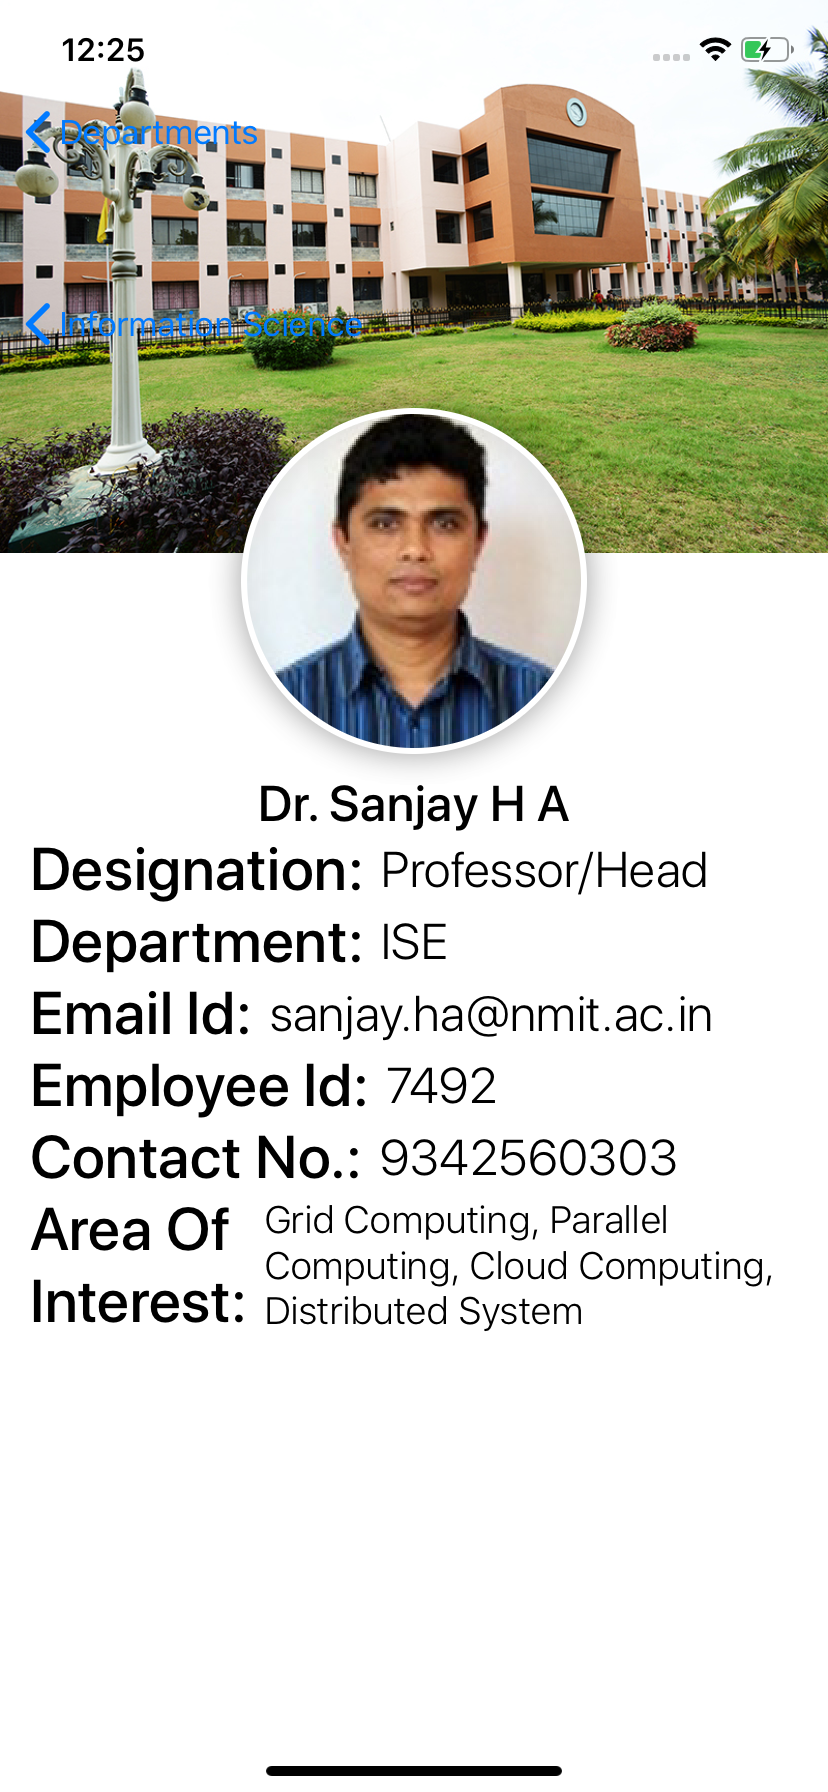 12:25
Departments
Information Science
Dr. Sanjay H A
Designation: Professor/Head
Department: ISE
Email Id: sanjay.ha@nmit.ac.in
Employee Id: 7492
Contact No.: 9342560303
Area Of Interest: Grid Computing, Parallel
Computing, Cloud Computing,
Distributed System